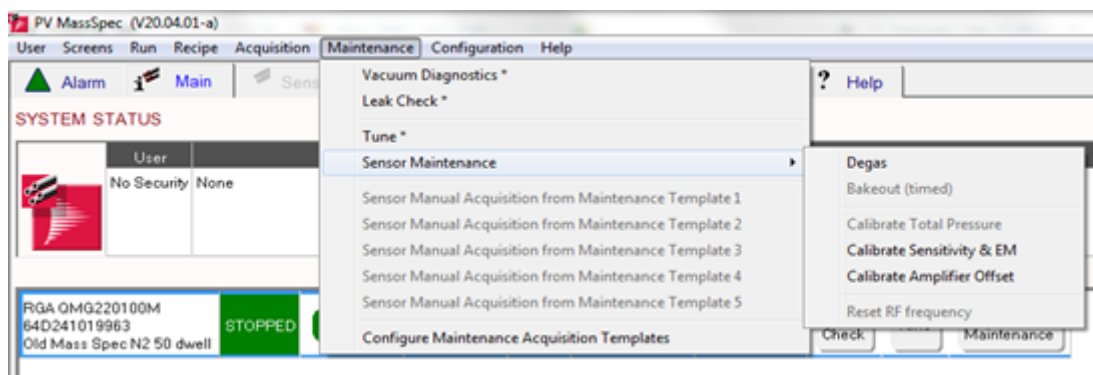 PV MassSpec (V20.04.01-a)
User Screens Run Recipe Acquisition Maintenance Configuration Help
Alarm Main Sens ? Help
SYSTEM STATUS
User
No Security None
Vacuum Diagnostics *
Leak Check *
Tune *
Sensor Maintenance
Sensor Manual Acquisition from Maintenance Template 1
Sensor Manual Acquisition from Maintenance Template 2
Sensor Manual Acquisition from Maintenance Template 3
Sensor Manual Acquisition from Maintenance Template 4
Sensor Manual Acquisition from Maintenance Template 5
Configure Maintenance Acquisition Templates
Degas
Bakeout (timed)
Calibrate Total Pressure
Calibrate Sensitivity & EM
Calibrate Amplifier Offset
Reset RF frequency
RGA QMG220100M
64D241019963
Old Mass Spec N2 50 dwell
STOPPED
Check Maintenance